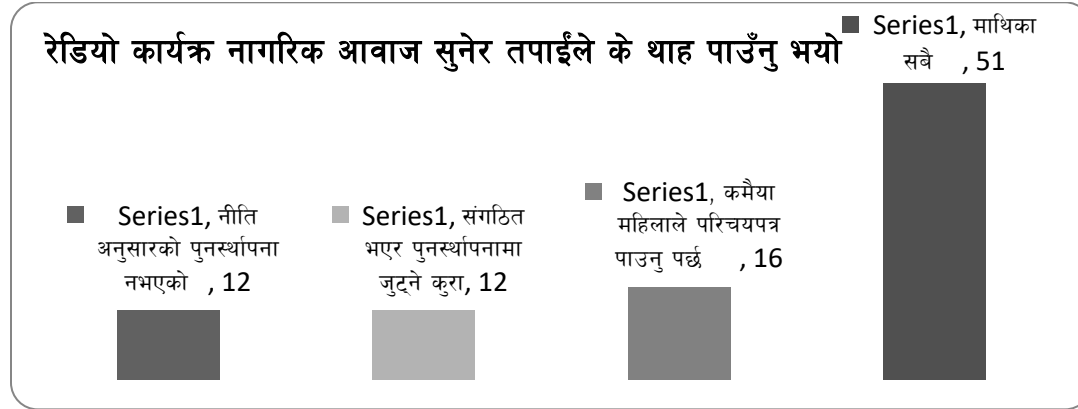 रेडियो कार्यक्र नागरिक आवाज सुनेर तपाईंले के थाह पाउँनु भयो
Series1, नीति
अनुसारको पुनर्स्थापना
नभएको , 12
Series1, संगठित
भएर पुनर्स्थापनामा
जुट्ने कुरा, 12
Series1, कमैया
महिलाले परिचयपत्र
पाउनु पर्छ , 16
Series1, माथिका
सबै , 51